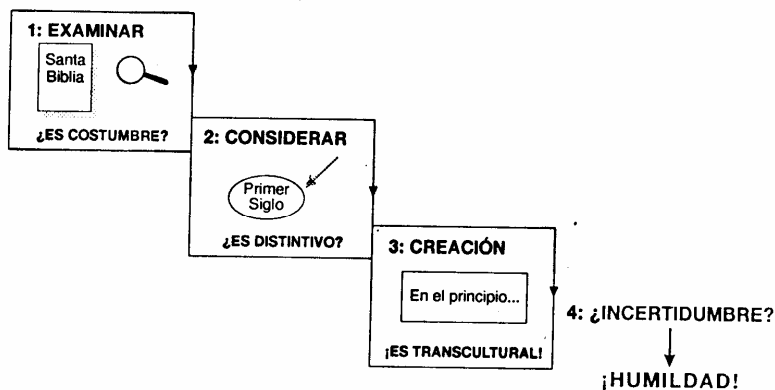 1: EXAMINAR
Santa
Biblia
¿ES COSTUMBRE?
2: CONSIDERAR
Primer
Siglo
¿ES DISTINTIVO?
3: CREACIÓN
En el principio...
¡ES TRANSCULTURAL!
4: ¿INCERTIDUMBRE?
¡HUMILDAD!